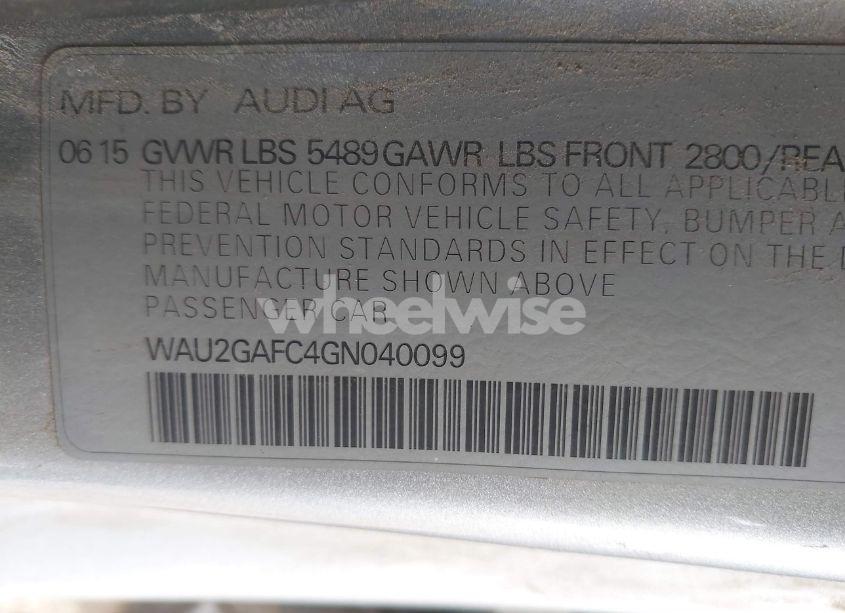 MFD. BY AUDI AG
06 15 GVWR LBS 5489 GAWR LBS FRONT 2800/REA
THIS VEHICLE CONFORMS TO ALL APPLICABLE
FEDERAL MOTOR VEHICLE SAFETY, BUMPER A
PREVENTION STANDARDS IN EFFECT ON THE D
MANUFACTURE SHOWN ABOVE
PASSENGER CAR
wheelwise
WAU2GAFC4GN040099